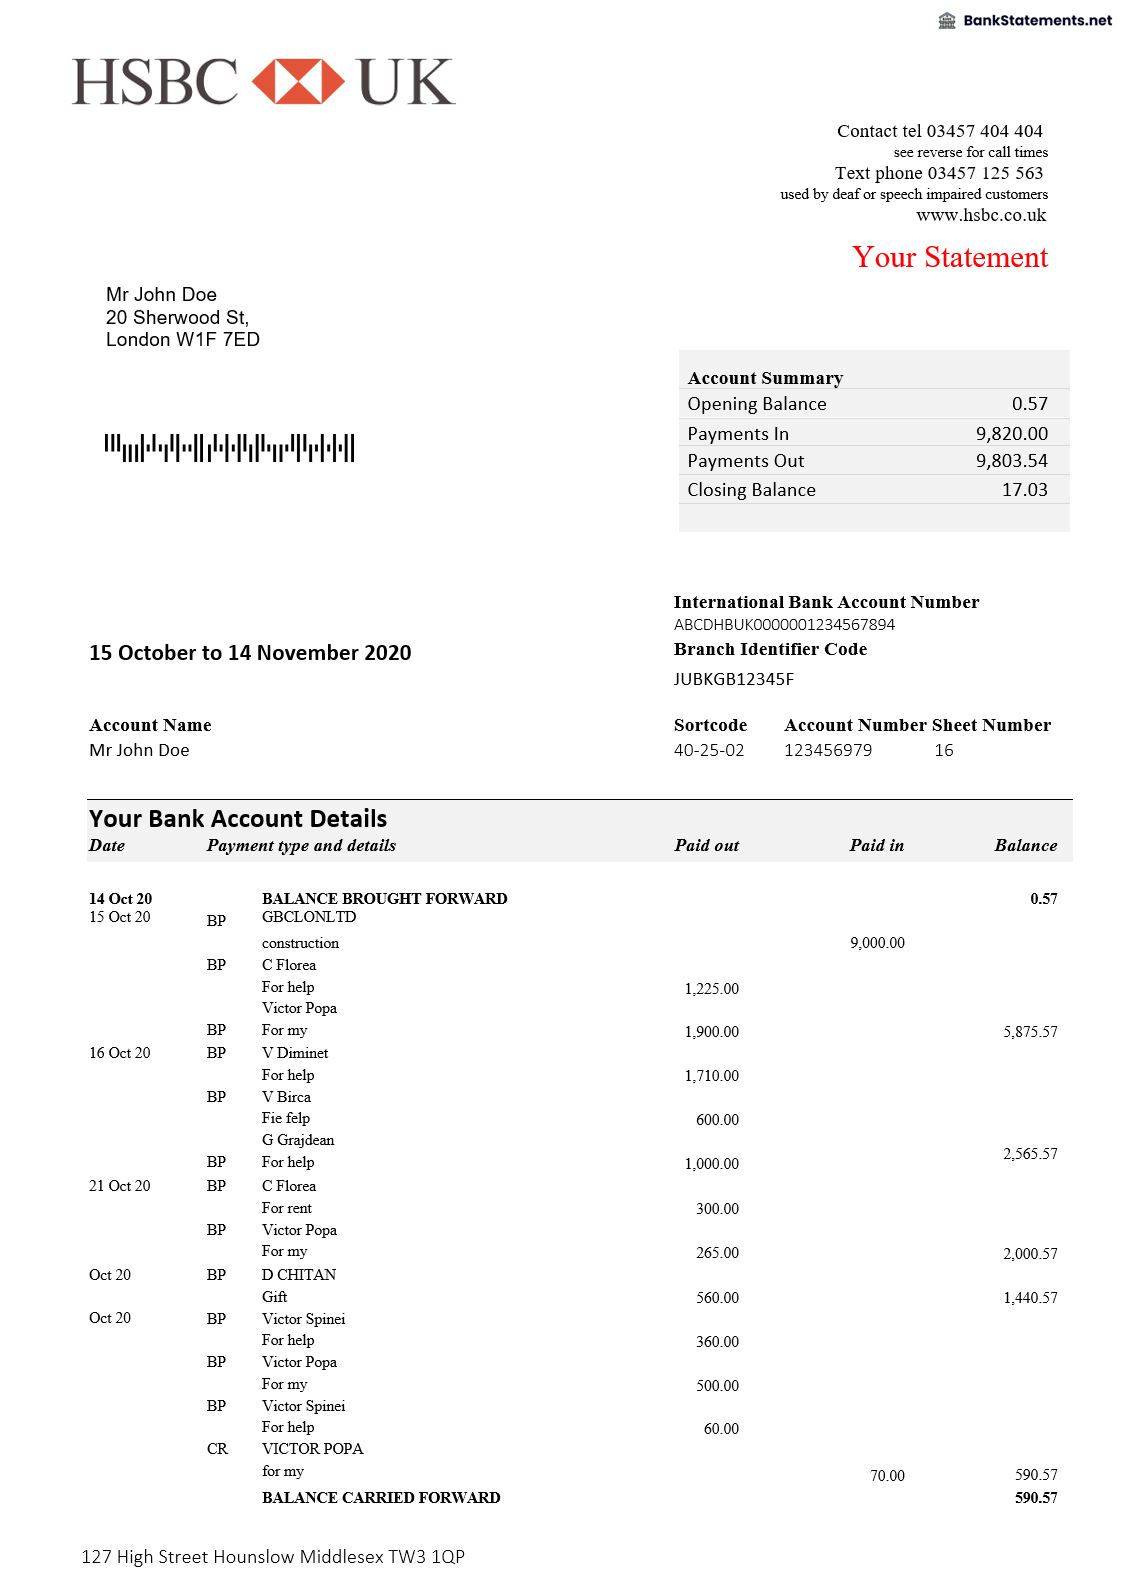 BankStatements.net
HSBC UK
Contact tel 03457 404 404
see reverse for call times
Text phone 03457 125 563
used by deaf or speech impaired customers
www.hsbc.co.uk
Your Statement
Mr John Doe
20 Sherwood St,
London W1F 7ED
Account Summary
Opening Balance 0.57
Payments In 9,820.00
Payments Out 9,803.54
Closing Balance 17.03
International Bank Account Number
ABCDHBUK0000001234567894
15 October to 14 November 2020
Branch Identifier Code
JUBKGB12345F
Account Name Sortcode Account Number Sheet Number
Mr John Doe 40-25-02 123456979 16
Your Bank Account Details
Date Payment type and details Paid out Paid in Balance
14 Oct 20 BALANCE BROUGHT FORWARD 0.57
15 Oct 20 BP GBCLONLTD
construction 9,000.00
BP C Florea
For help 1,225.00
Victor Popa
BP For my 1,900.00 5,875.57
16 Oct 20 BP V Diminet
For help 1,710.00
BP V Birca
Fie felp 600.00
G Grajdean 2,565.57
BP For help 1,000.00
21 Oct 20 BP C Florea
For rent 300.00
BP Victor Popa
For my 265.00 2,000.57
Oct 20 BP D CHITAN
Gift 560.00 1,440.57
Oct 20 BP Victor Spinei
For help 360.00
BP Victor Popa
For my 500.00
BP Victor Spinei
For help 60.00
CR VICTOR POPA
for my 70.00 590.57
BALANCE CARRIED FORWARD 590.57
127 High Street Hounslow Middlesex TW3 1QP